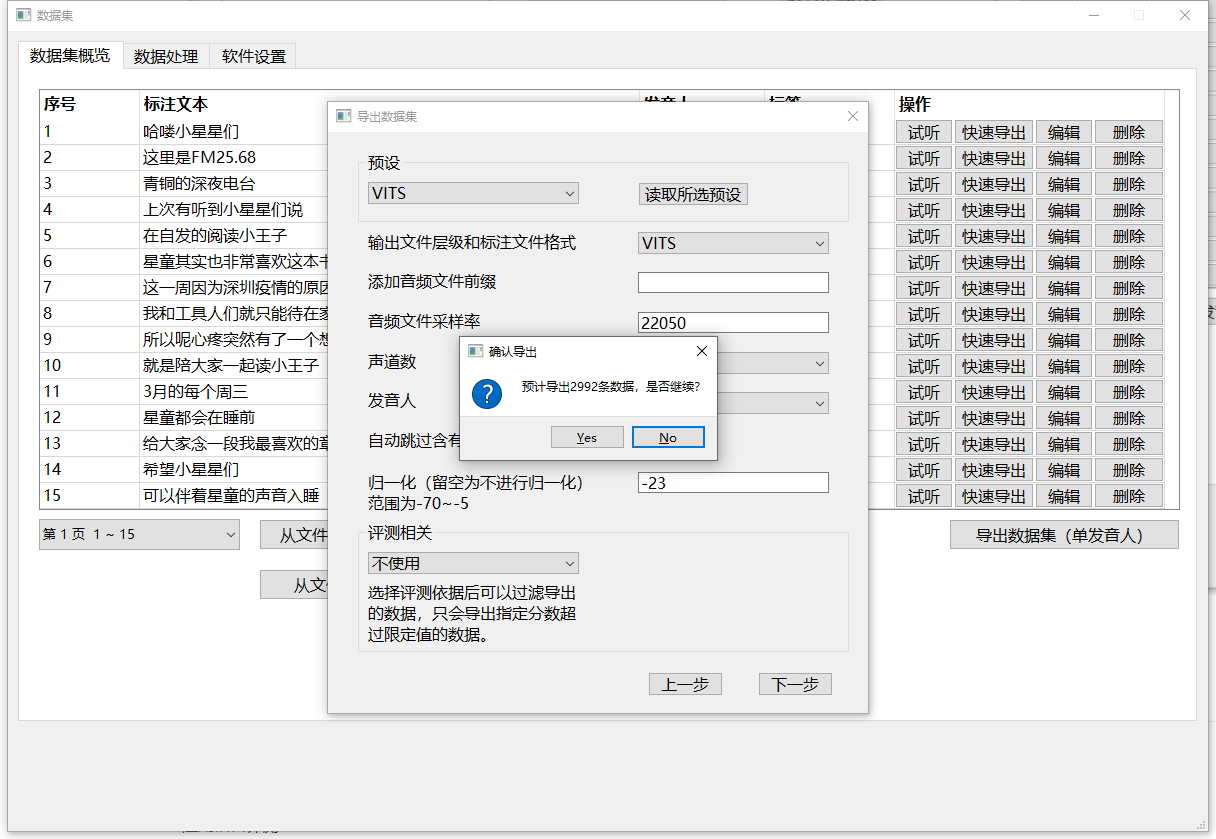 数据集
数据集概览 数据处理 软件设置
序号 标注文本 操作
1 哈喽小星星们 试听 快速导出 编辑 删除
2 这里是FM25.68 试听 快速导出 编辑 删除
3 青铜的深夜电台 试听 快速导出 编辑 删除
4 上次有听到小星星们说 试听 快速导出 编辑 删除
5 在自发的阅读小王子 试听 快速导出 编辑 删除
6 星童其实也非常喜欢这本书 试听 快速导出 编辑 删除
7 这一周因为深圳疫情的原因 试听 快速导出 编辑 删除
8 我和工具人们就只能待在家 试听 快速导出 编辑 删除
9 所以呢心疼突然有了一个想 试听 快速导出 编辑 删除
10 就是陪大家一起读小王子 试听 快速导出 编辑 删除
11 3月的每个周三 试听 快速导出 编辑 删除
12 星童都会在睡前 试听 快速导出 编辑 删除
13 给大家念一段我最喜欢的章 试听 快速导出 编辑 删除
14 希望小星星们 试听 快速导出 编辑 删除
15 可以伴着星童的声音入睡 试听 快速导出 编辑 删除
第 1 页 1 ~ 15
从文件
从文件
导出数据集（单发音人）
导出数据集
预设
VITS
读取所选预设
输出文件层级和标注文件格式 VITS
添加音频文件前缀
音频文件采样率 22050
声道数
发音人
自动跳过含有
归一化（留空为不进行归一化） -23
范围为-70~-5
评测相关
不使用
选择评测依据后可以过滤导出
的数据，只会导出指定分数超
过限定值的数据。
上一步 下一步
确认导出
预计导出2992条数据，是否继续？
Yes No